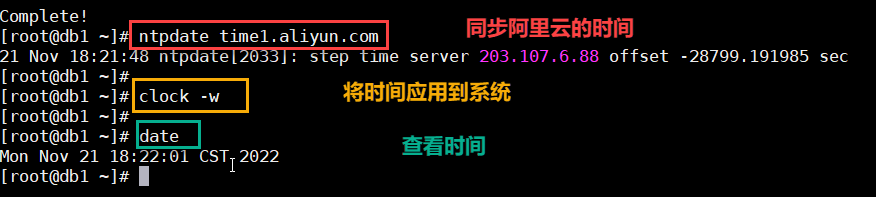 Complete!
[root@db1 ~]# ntpdate time1.aliyun.com 同步阿里云的时间
21 Nov 18:21:48 ntpdate[2033]: step time server 203.107.6.88 offset -28799.191985 sec
[root@db1 ~]#
[root@db1 ~]# clock -w 将时间应用到系统
[root@db1 ~]#
[root@db1 ~]# date 查看时间
Mon Nov 21 18:22:01 CST 2022
[root@db1 ~]#